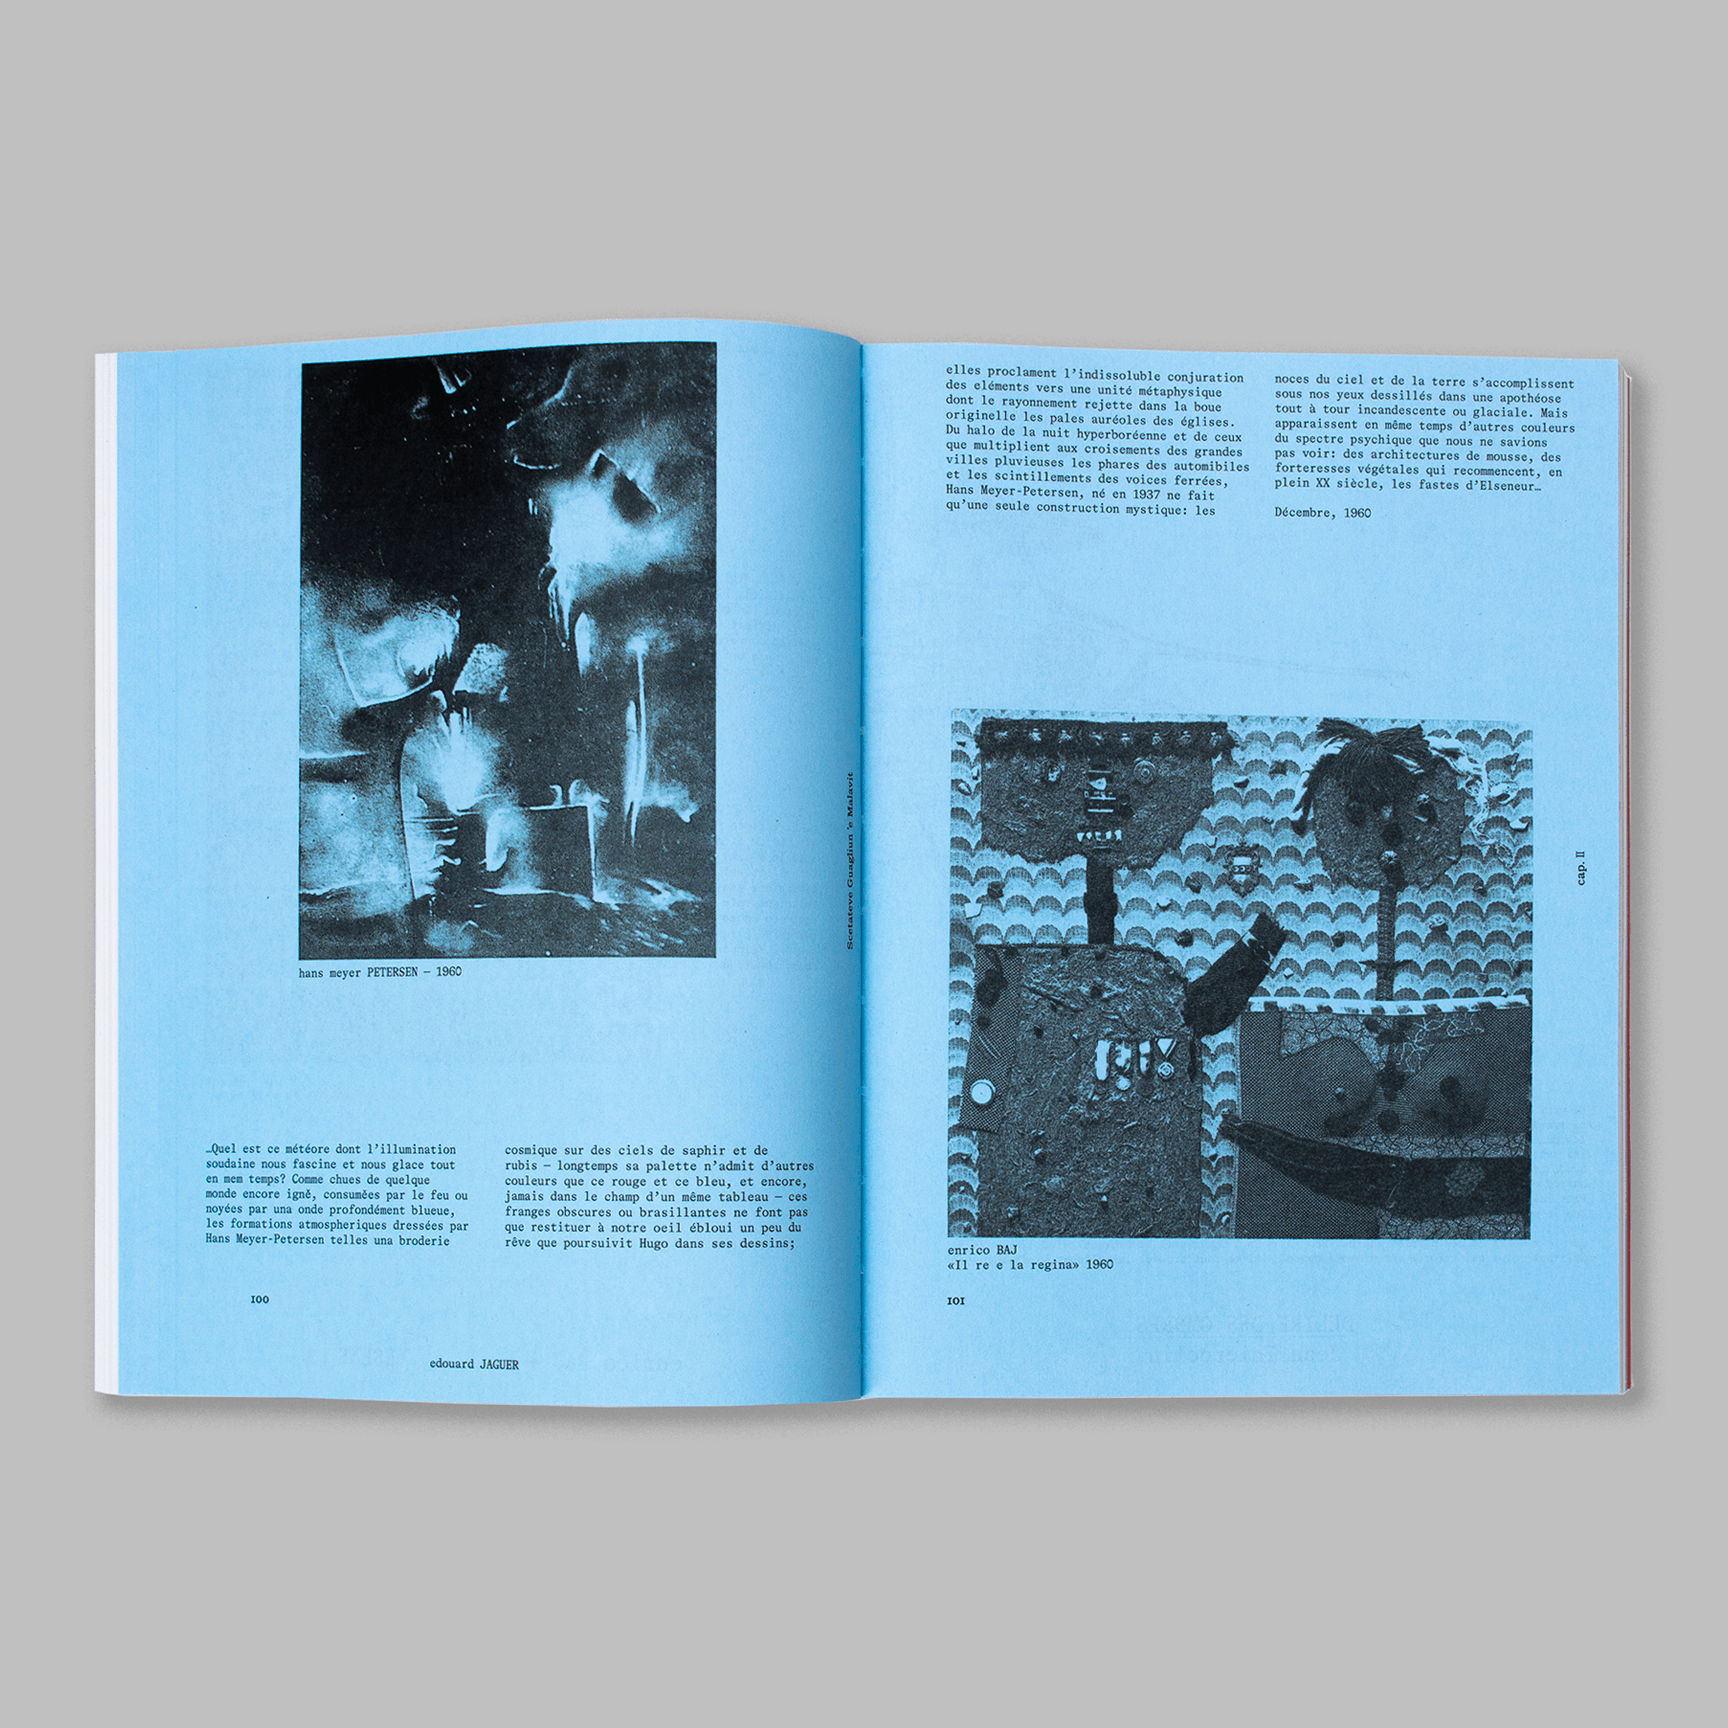 hans meyer PETERSEN — 1960
…Quel est ce météore dont l'illumination
soudaine nous fascine et nous glace tout
en mem temps? Comme chues de quelque
monde encore igné, consumées par le feu ou
noyées par una onde profondément blueue,
les formations atmospheriques dressées par
Hans Meyer-Petersen telles una broderie
cosmique sur des ciels de saphir et de
rubis — longtemps sa palette n'admit d'autres
couleurs que ce rouge et ce bleu, et encore,
jamais dans le champ d'un même tableau — ces
franges obscures ou brasillantes ne font pas
que restituer à notre oeil ébloui un peu du
rêve que poursuivit Hugo dans ses dessins;
100
edouard JAGUER
Scetateve Guagliun 'e Malavit
elles proclament l'indissoluble conjuration
des eléments vers une unité métaphysique
dont le rayonnement rejette dans la boue
originelle les pales auréoles des églises.
Du halo de la nuit hyperboréenne et de ceux
que multiplient aux croisements des grandes
villes pluvieuses les phares des automibiles
et les scintillements des voices ferrées,
Hans Meyer-Petersen, né en 1937 ne fait
qu'une seule construction mystique: les
noces du ciel et de la terre s'accomplissent
sous nos yeux dessillés dans une apothéose
tout à tour incandescente ou glaciale. Mais
apparaissent en même temps d'autres couleurs
du spectre psychique que nous ne savions
pas voir: des architectures de mousse, des
forteresses végétales qui recommencent, en
plein XX siècle, les fastes d'Elseneur…
Décembre, 1960
cap. II
enrico BAJ
«Il re e la regina» 1960
101